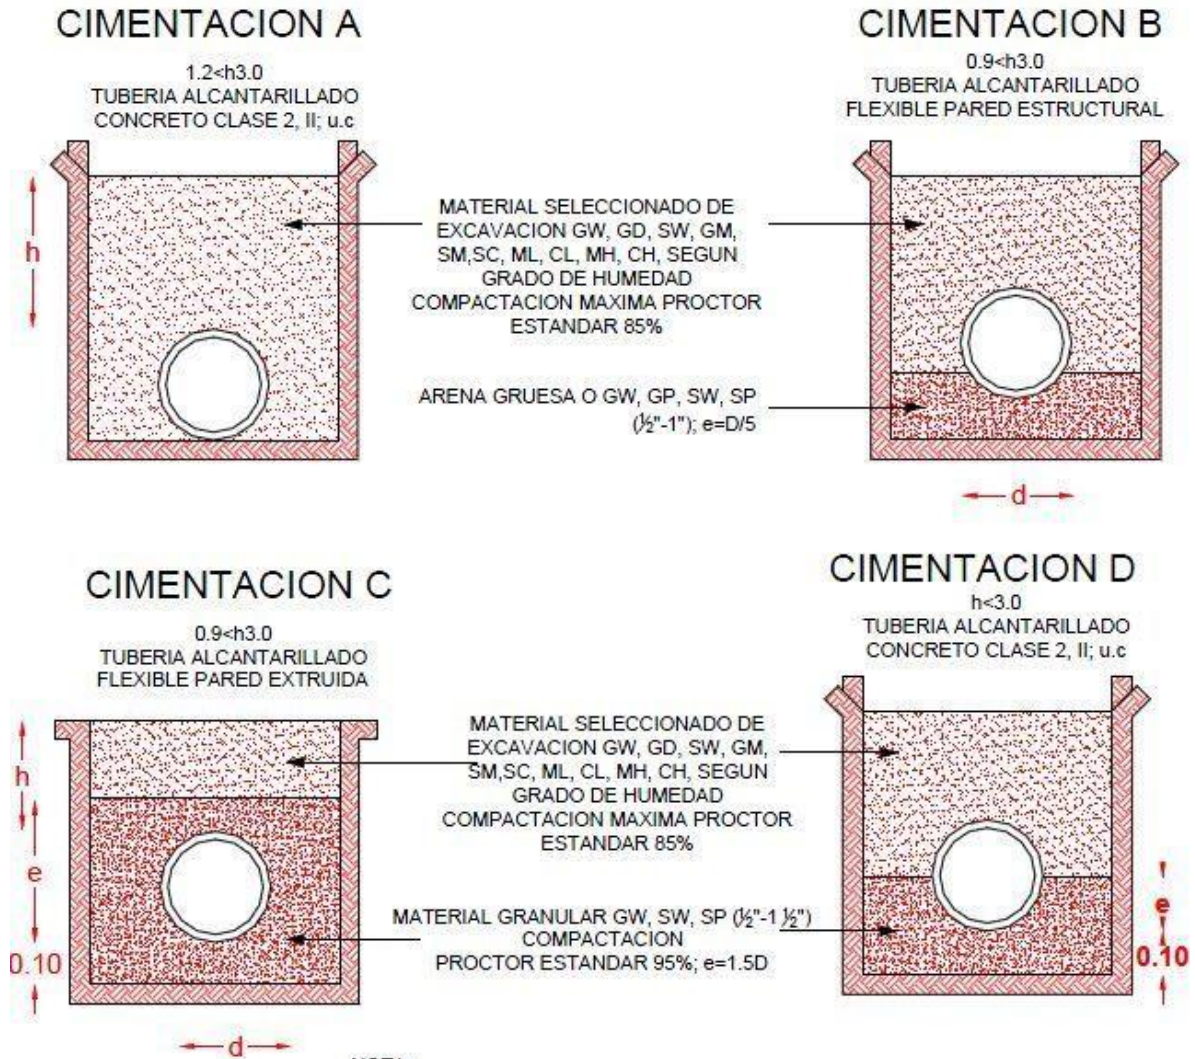 CIMENTACION A
1.2<h3.0
TUBERIA ALCANTARILLADO
CONCRETO CLASE 2, II; u.c
h
CIMENTACION B
0.9<h3.0
TUBERIA ALCANTARILLADO
FLEXIBLE PARED ESTRUCTURAL
MATERIAL SELECCIONADO DE
EXCAVACION GW, GD, SW, GM,
SM,SC, ML, CL, MH, CH, SEGUN
GRADO DE HUMEDAD
COMPACTACION MAXIMA PROCTOR
ESTANDAR 85%
ARENA GRUESA O GW, GP, SW, SP
(½"-1"); e=D/5
d
CIMENTACION C
0.9<h3.0
TUBERIA ALCANTARILLADO
FLEXIBLE PARED EXTRUIDA
h
e
0.10
d
CIMENTACION D
h<3.0
TUBERIA ALCANTARILLADO
CONCRETO CLASE 2, II; u.c
MATERIAL SELECCIONADO DE
EXCAVACION GW, GD, SW, GM,
SM,SC, ML, CL, MH, CH, SEGUN
GRADO DE HUMEDAD
COMPACTACION MAXIMA PROCTOR
ESTANDAR 85%
MATERIAL GRANULAR GW, SW, SP (½"-1 ½")
COMPACTACION
PROCTOR ESTANDAR 95%; e=1.5D
e
0.10